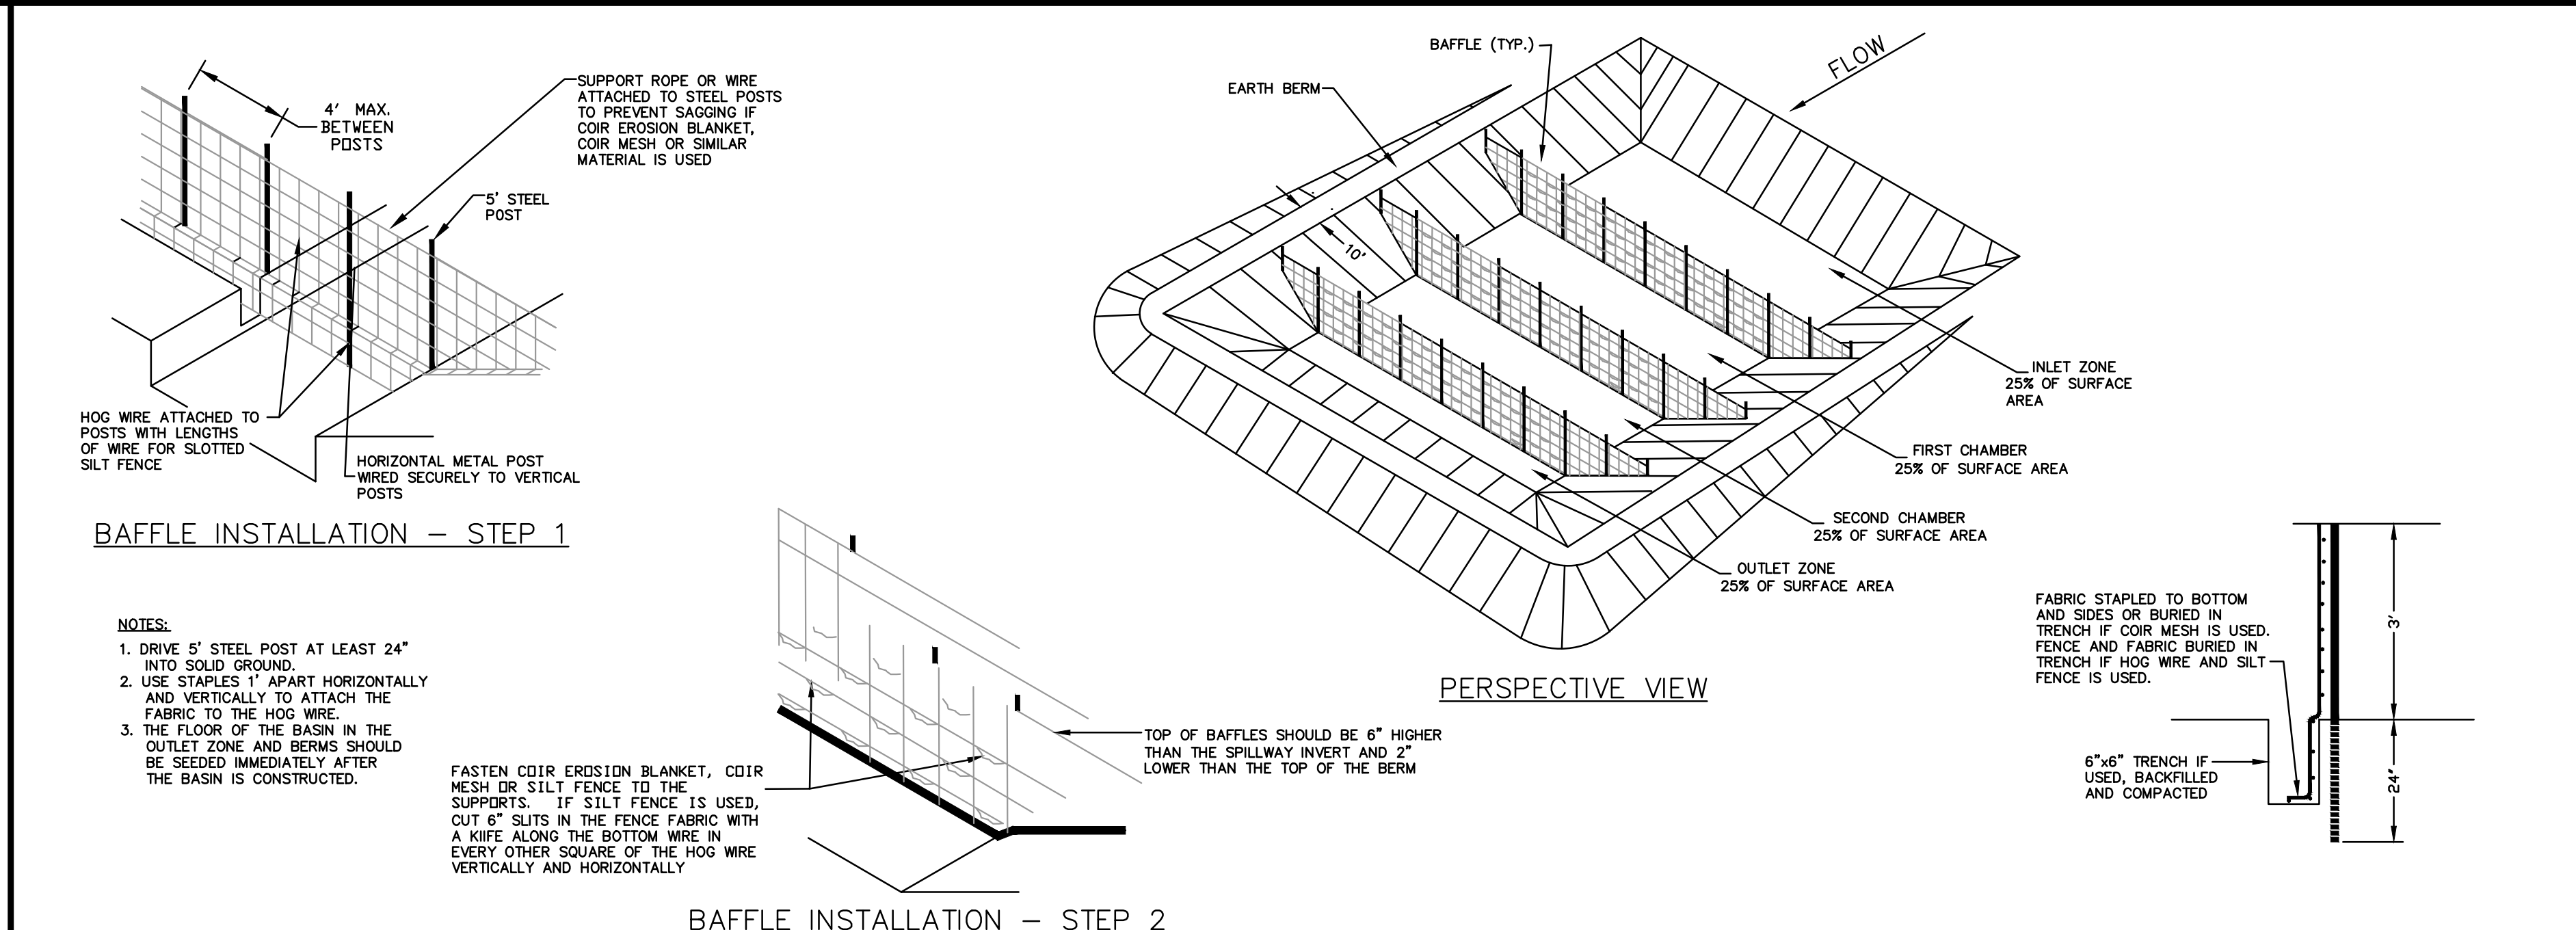 4' MAX.
BETWEEN
POSTS
SUPPORT ROPE OR WIRE
ATTACHED TO STEEL POSTS
TO PREVENT SAGGING IF
COIR EROSION BLANKET,
COIR MESH OR SIMILAR
MATERIAL IS USED
5' STEEL
POST
HOG WIRE ATTACHED TO
POSTS WITH LENGTHS
OF WIRE FOR SLOTTED
SILT FENCE
HORIZONTAL METAL POST
WIRED SECURELY TO VERTICAL
POSTS
BAFFLE INSTALLATION – STEP 1
NOTES:
1. DRIVE 5' STEEL POST AT LEAST 24"
INTO SOLID GROUND.
2. USE STAPLES 1' APART HORIZONTALLY
AND VERTICALLY TO ATTACH THE
FABRIC TO THE HOG WIRE.
3. THE FLOOR OF THE BASIN IN THE
OUTLET ZONE AND BERMS SHOULD
BE SEEDED IMMEDIATELY AFTER
THE BASIN IS CONSTRUCTED.
FASTEN COIR EROSION BLANKET, COIR
MESH OR SILT FENCE TO THE
SUPPORTS. IF SILT FENCE IS USED,
CUT 6" SLITS IN THE FENCE FABRIC WITH
A KIIFE ALONG THE BOTTOM WIRE IN
EVERY OTHER SQUARE OF THE HOG WIRE
VERTICALLY AND HORIZONTALLY
TOP OF BAFFLES SHOULD BE 6" HIGHER
THAN THE SPILLWAY INVERT AND 2"
LOWER THAN THE TOP OF THE BERM
BAFFLE INSTALLATION – STEP 2
BAFFLE (TYP.)
EARTH BERM
FLOW
10'
INLET ZONE
25% OF SURFACE
AREA
FIRST CHAMBER
25% OF SURFACE AREA
SECOND CHAMBER
25% OF SURFACE AREA
OUTLET ZONE
25% OF SURFACE AREA
PERSPECTIVE VIEW
FABRIC STAPLED TO BOTTOM
AND SIDES OR BURIED IN
TRENCH IF COIR MESH IS USED.
FENCE AND FABRIC BURIED IN
TRENCH IF HOG WIRE AND SILT
FENCE IS USED.
3'
6"x6" TRENCH IF
USED, BACKFILLED
AND COMPACTED
24"